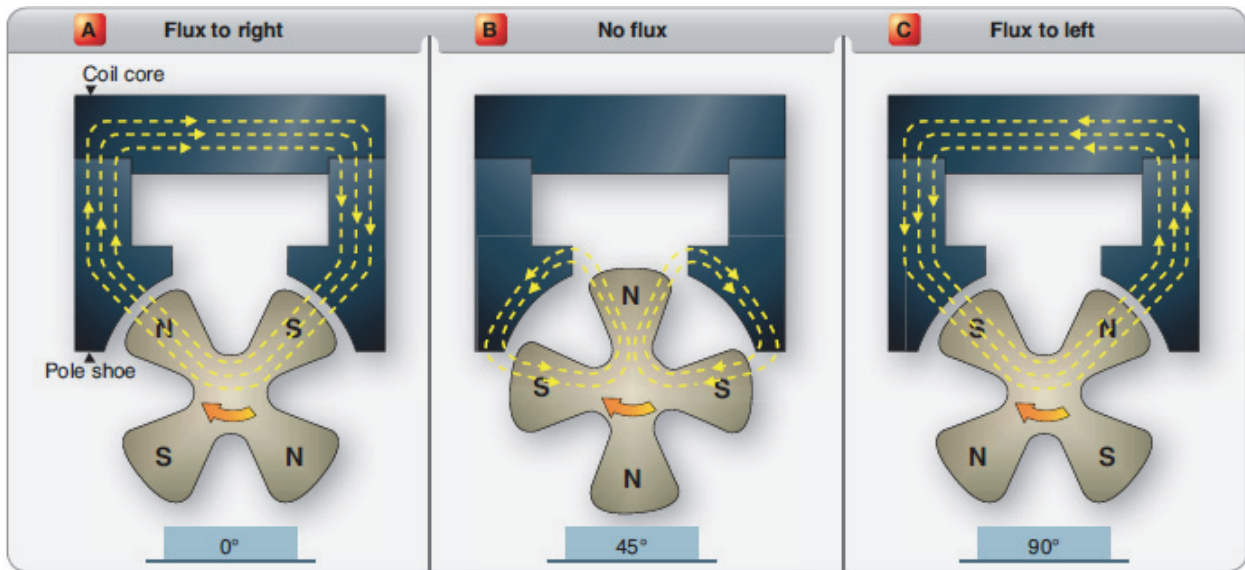 A Flux to right
B No flux
C Flux to left
Coil core
Pole shoe
N S
S N
0°
N
S S
N
45°
S N
N S
90°